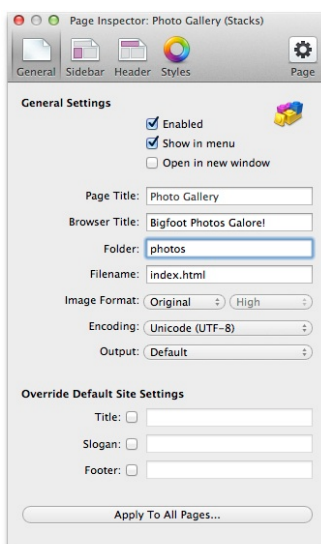 Page Inspector: Photo Gallery (Stacks)
General Sidebar Header Styles Page
General Settings
Enabled
Show in menu
Open in new window
Page Title: Photo Gallery
Browser Title: Bigfoot Photos Galore!
Folder: photos
Filename: index.html
Image Format: Original High
Encoding: Unicode (UTF-8)
Output: Default
Override Default Site Settings
Title:
Slogan:
Footer:
Apply To All Pages...